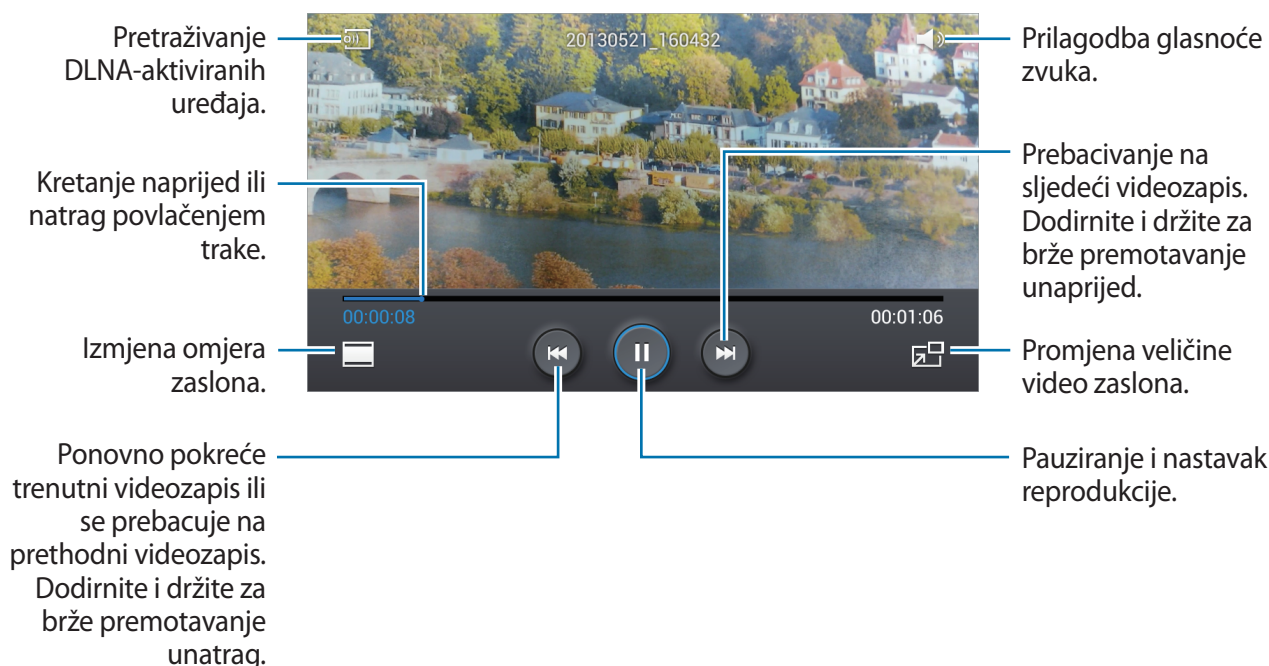 Pretraživanje
DLNA-aktiviranih
uređaja.
Kretanje naprijed ili
natrag povlačenjem
trake.
Izmjena omjera
zaslona.
Ponovno pokreće
trenutni videozapis ili
se prebacuje na
prethodni videozapis.
Dodirnite i držite za
brže premotavanje
unatrag.
20130521_160432
00:00:08
00:01:06
Prilagodba glasnoće
zvuka.
Prebacivanje na
sljedeći videozapis.
Dodirnite i držite za
brže premotavanje
unaprijed.
Promjena veličine
video zaslona.
Pauziranje i nastavak
reprodukcije.